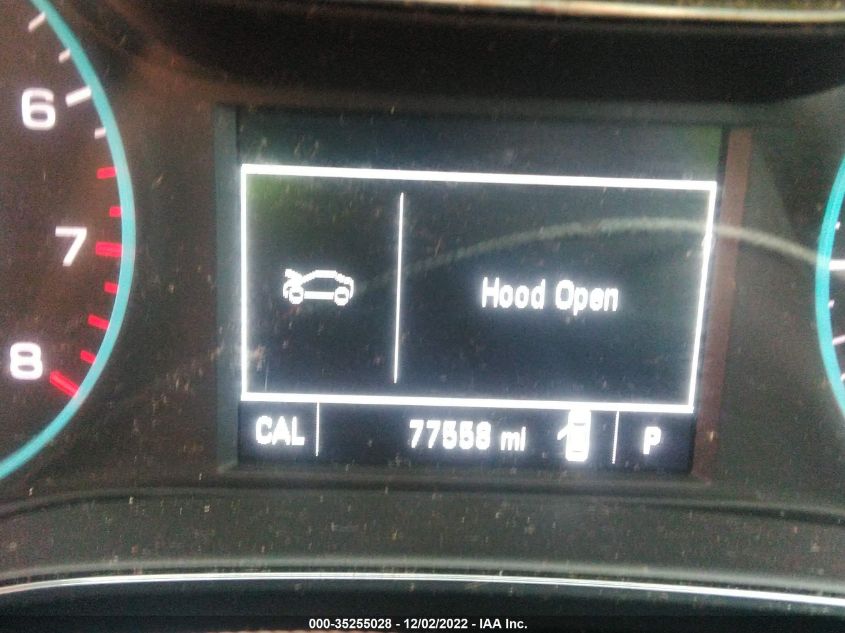 6
7
8
Hood Open
CAL 77558 mi P
000-35255028 - 12/02/2022 - IAA Inc.